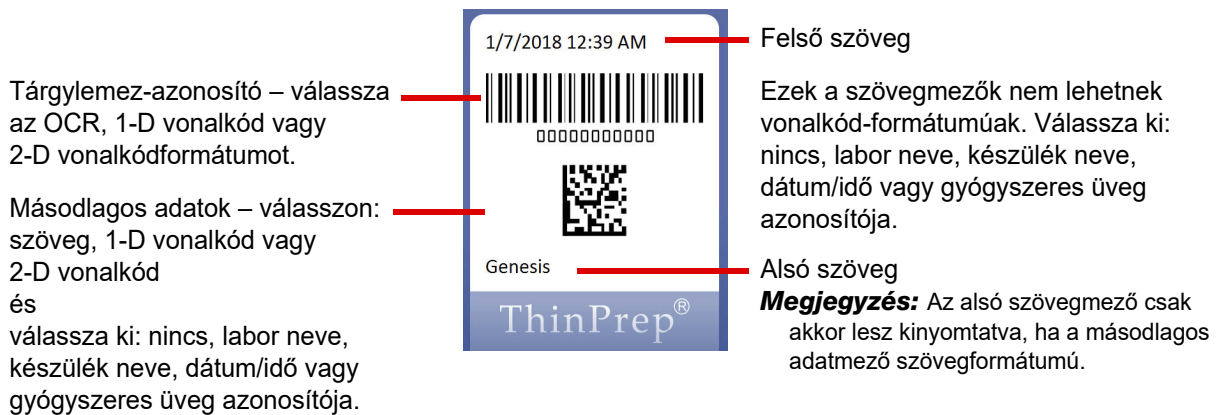 Tárgylemez-azonosító – válassza
az OCR, 1-D vonalkód vagy
2-D vonalkódformátumot.
Másodlagos adatok – válasszon:
szöveg, 1-D vonalkód vagy
2-D vonalkód
és
válassza ki: nincs, labor neve,
készülék neve, dátum/idő vagy
gyógyszeres üveg azonosítója.
1/7/2018 12:39 AM
00000000000
Genesis
ThinPrep®
Felső szöveg
Ezek a szövegmezők nem lehetnek
vonalkód-formátumúak. Válassza ki:
nincs, labor neve, készülék neve,
dátum/idő vagy gyógyszeres üveg
azonosítója.
Alsó szöveg
Megjegyzés: Az alsó szövegmező csak
akkor lesz kinyomtatva, ha a másodlagos
adatmező szövegformátumú.